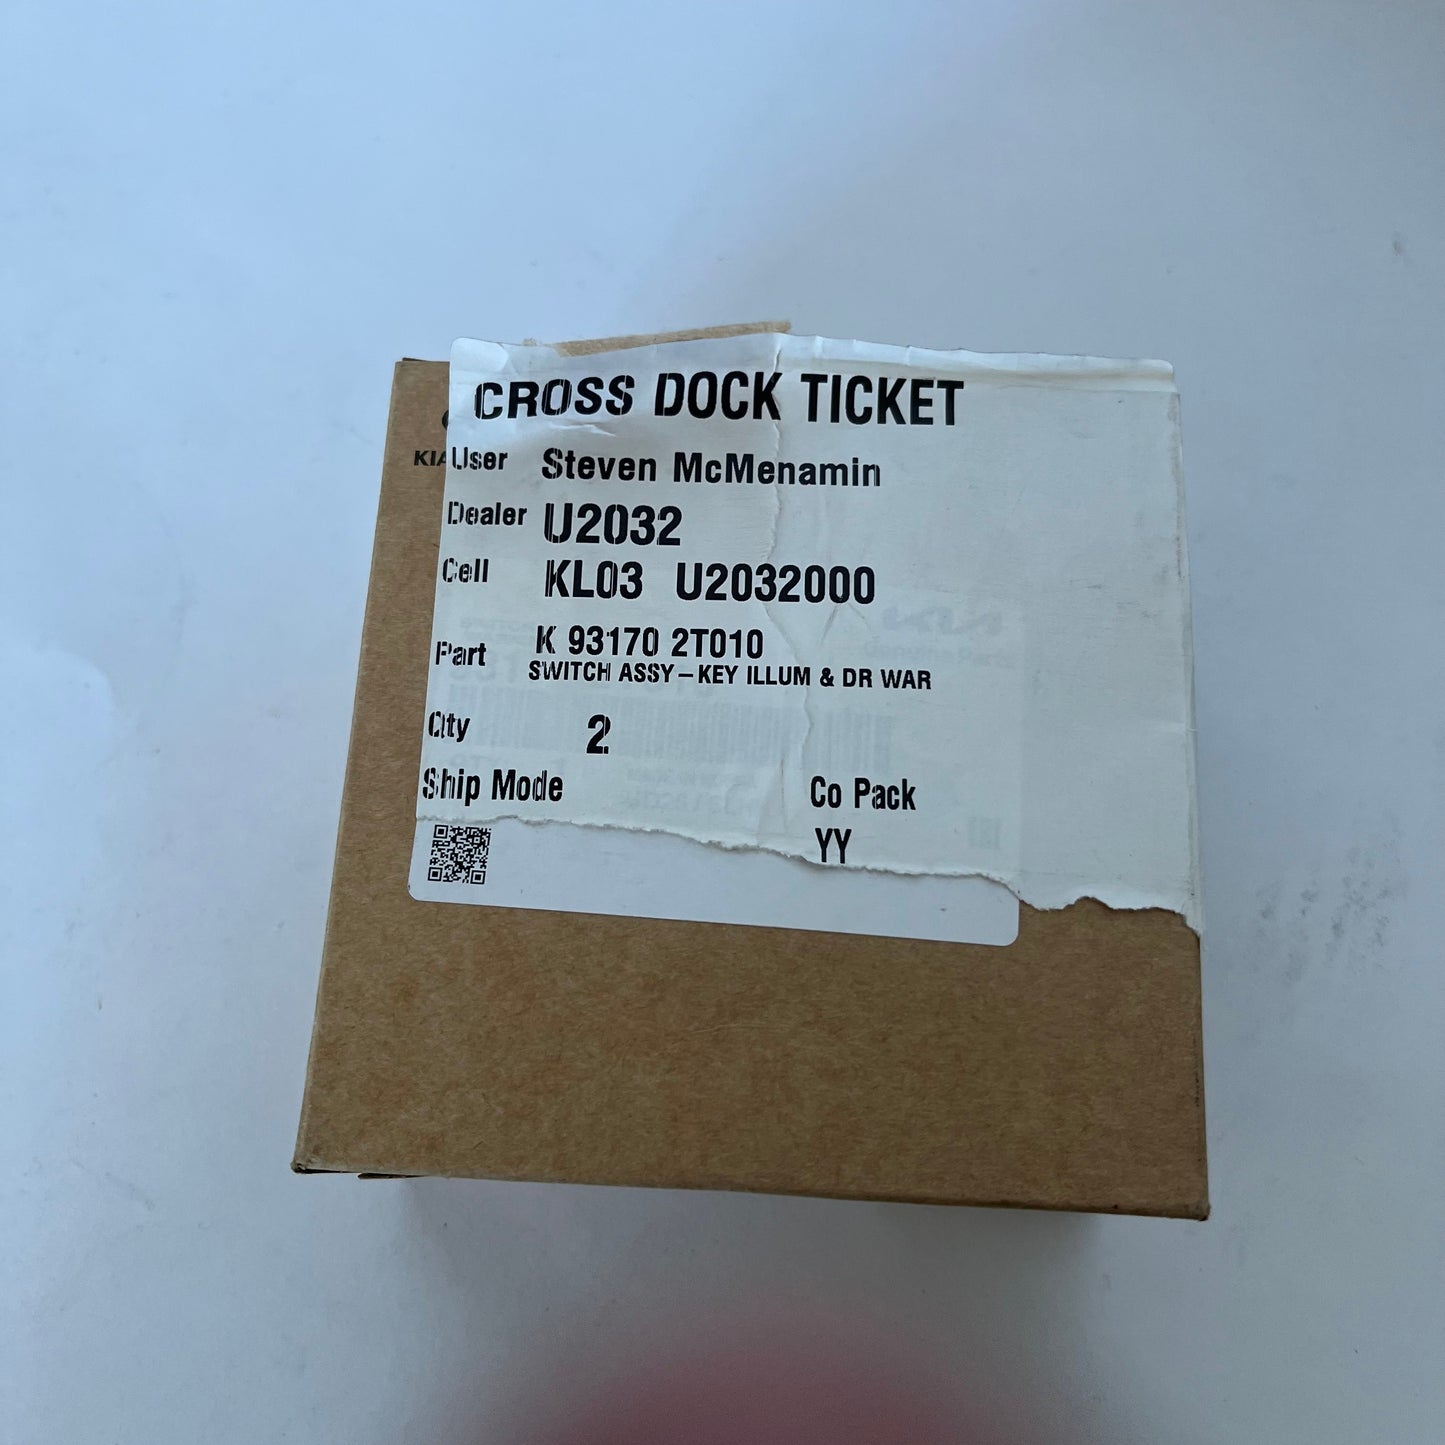 CROSS DOCK TICKET
KIA
User Steven McMenamin
Dealer U2032
Cell KL03 U2032000
Part K 93170 2T010
SWITCH ASSY - KEY ILLUM & DR WAR
Qty 2
Ship Mode Co Pack
YY